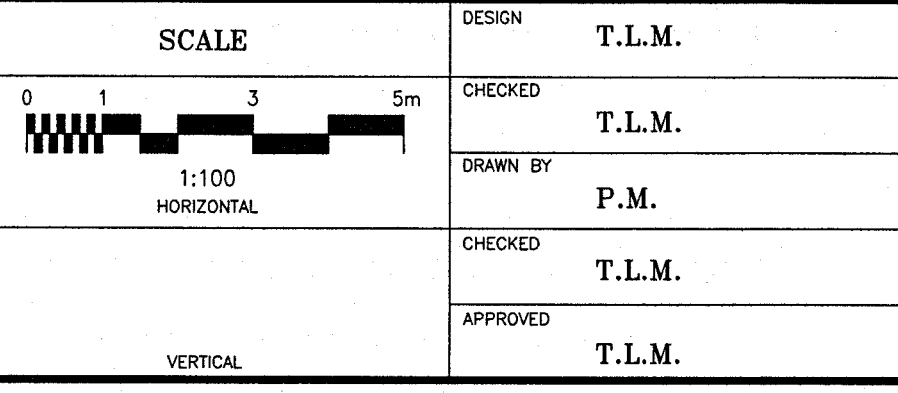 SCALE
0 1 3 5m
1:100
HORIZONTAL
VERTICAL
DESIGN
T.L.M.
CHECKED
T.L.M.
DRAWN BY
P.M.
CHECKED
T.L.M.
APPROVED
T.L.M.